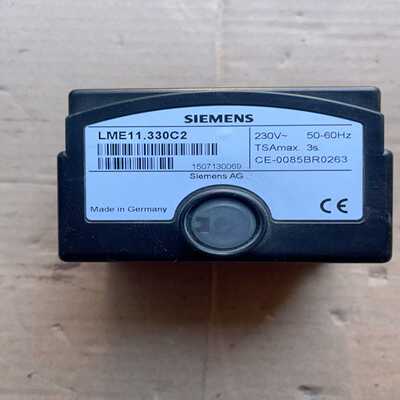 SIEMENS
LME11.330C2
230V~ 50-60Hz
TSAmax. 3s
1507130069
CE-0085BR0263
Siemens AG
Made in Germany
CE